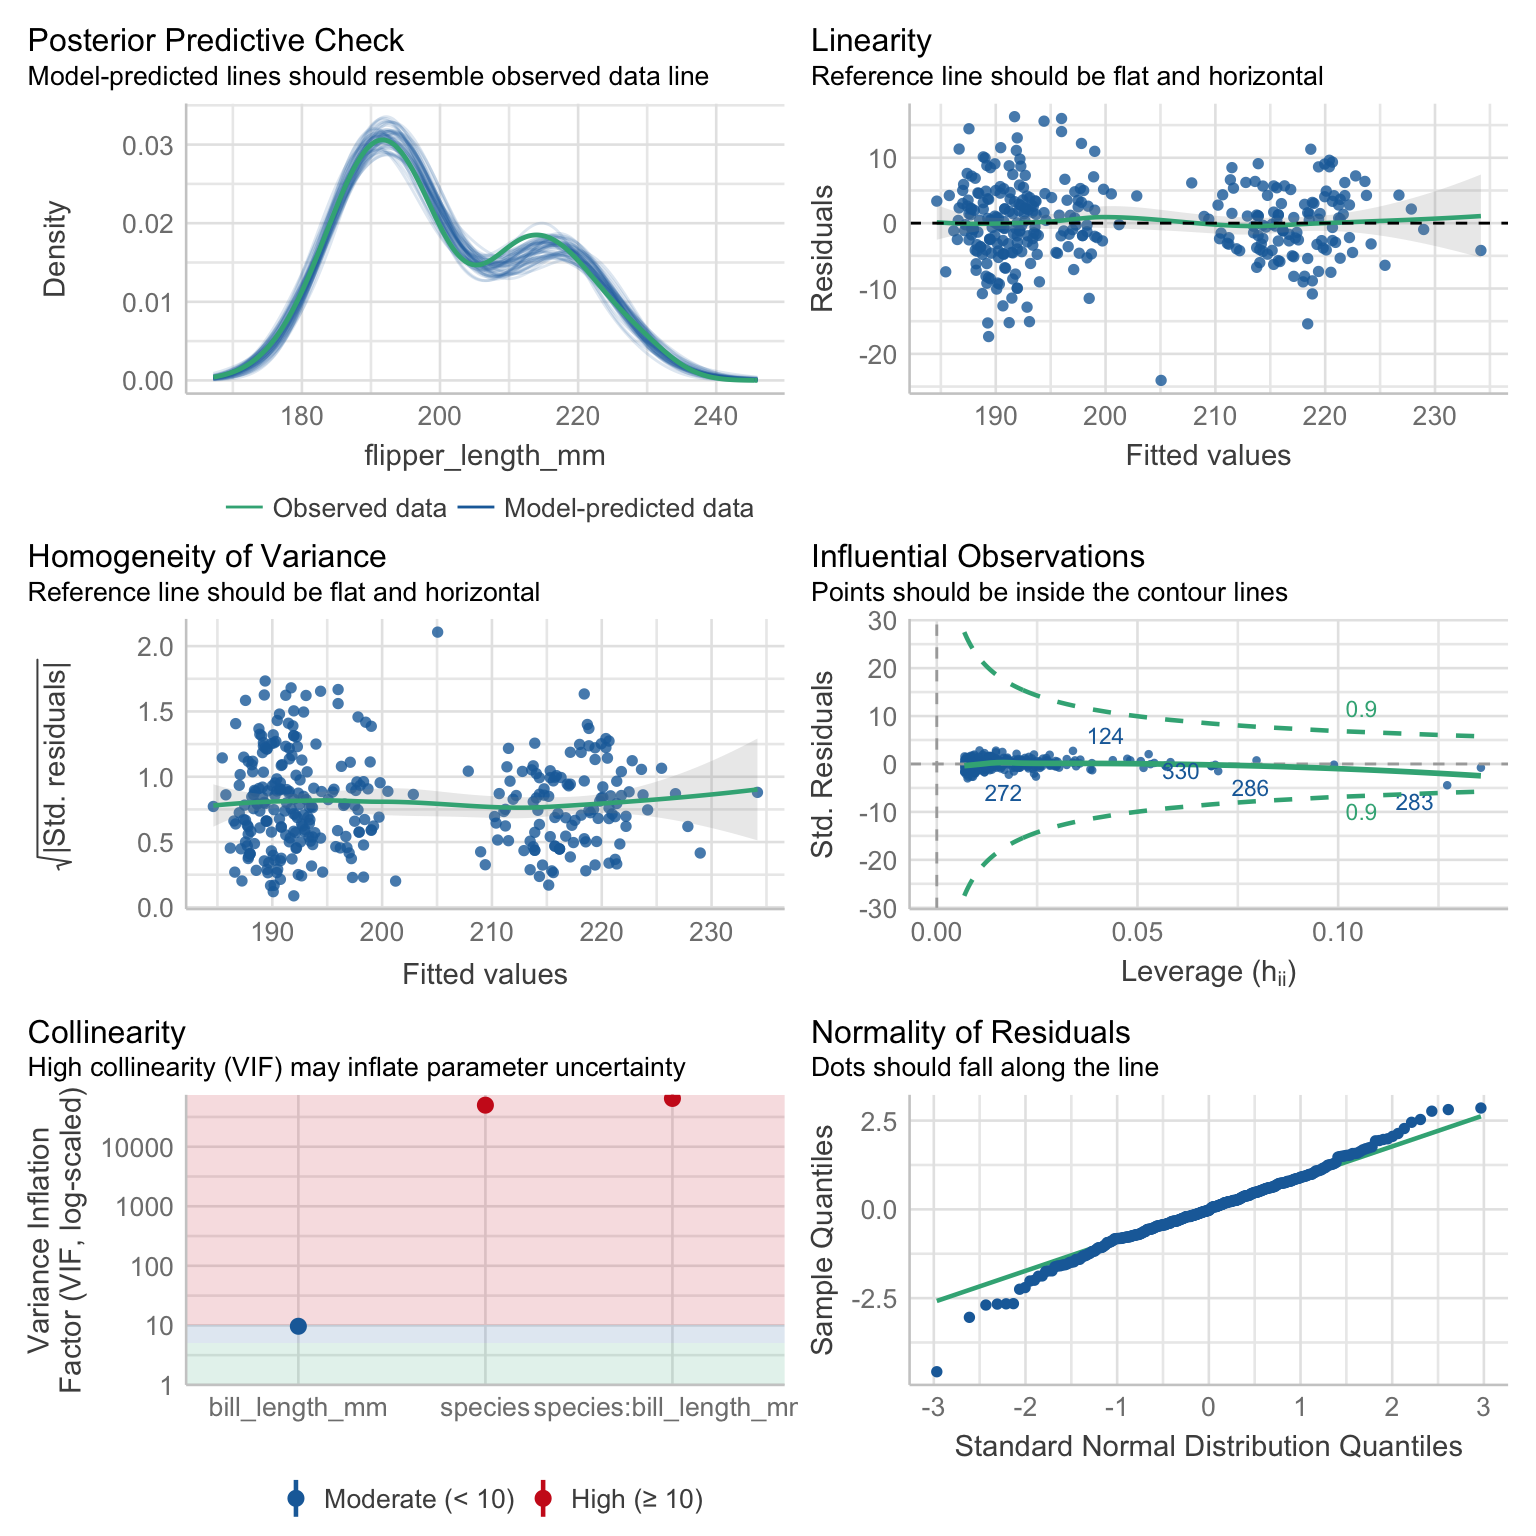 Posterior Predictive Check
Model-predicted lines should resemble observed data line
Density
0.03
0.02
0.01
0.00
180 200 220 240
flipper_length_mm
Observed data Model-predicted data
Linearity
Reference line should be flat and horizontal
Residuals
10
0
-10
-20
190 200 210 220 230
Fitted values
Homogeneity of Variance
Reference line should be flat and horizontal
√|Std. residuals|
2.0
1.5
1.0
0.5
0.0
190 200 210 220 230
Fitted values
Influential Observations
Points should be inside the contour lines
Std. Residuals
30
20
10
0
-10
-20
-30
0.9
124
330
272
286
283
0.9
0.00 0.05 0.10
Leverage (hii)
Collinearity
High collinearity (VIF) may inflate parameter uncertainty
Variance Inflation
Factor (VIF, log-scaled)
10000
1000
100
10
1
bill_length_mm species species:bill_length_mr
Moderate (< 10) High (≥ 10)
Normality of Residuals
Dots should fall along the line
Sample Quantiles
2.5
0.0
-2.5
-3 -2 -1 0 1 2 3
Standard Normal Distribution Quantiles